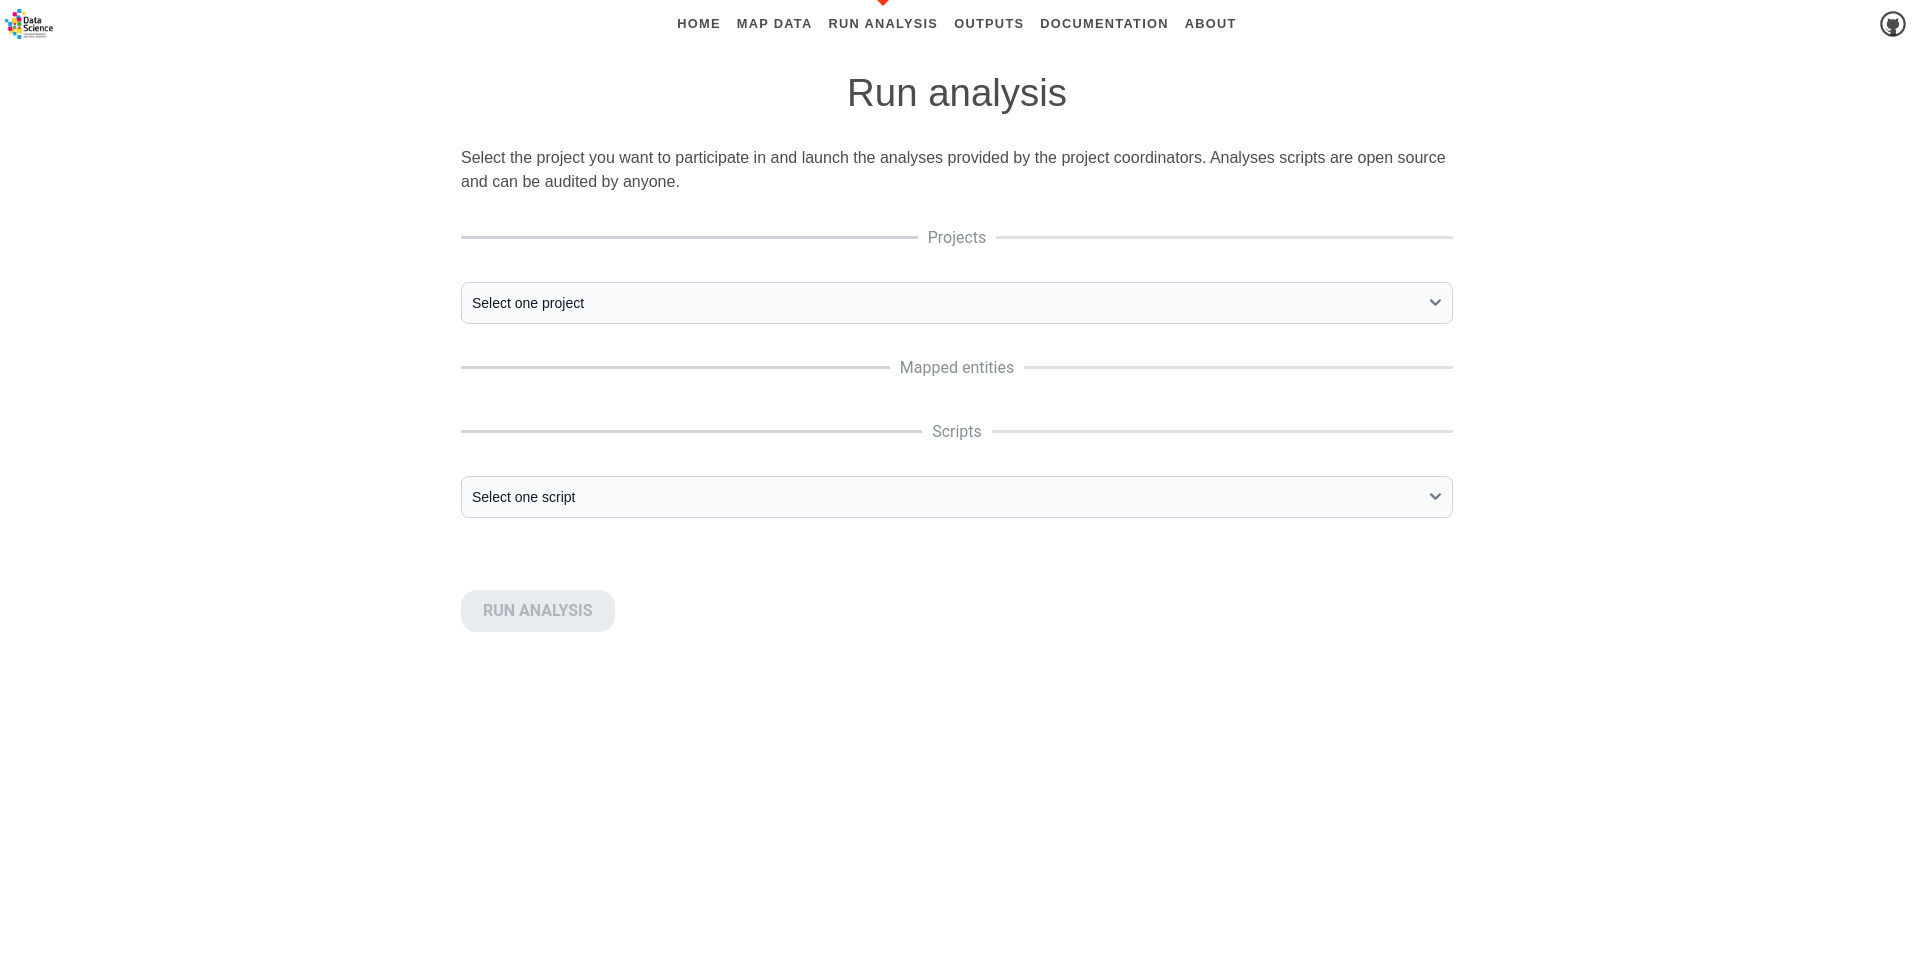 Data
Science
HOME MAP DATA RUN ANALYSIS OUTPUTS DOCUMENTATION ABOUT
Run analysis
Select the project you want to participate in and launch the analyses provided by the project coordinators. Analyses scripts are open source
and can be audited by anyone.
Projects
Select one project
Mapped entities
Scripts
Select one script
RUN ANALYSIS